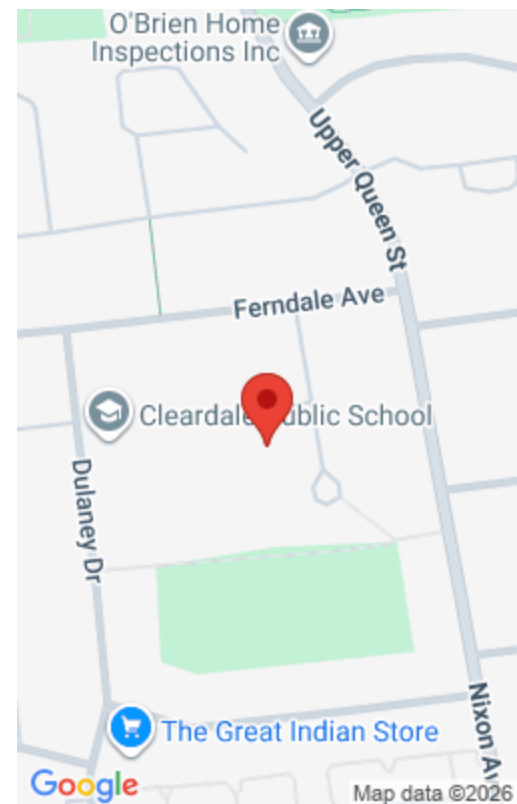 O'Brien Home
Inspections Inc
Upper Queen St
Ferndale Ave
Cleardale Public School
Dulaney Dr
Nixon Av
The Great Indian Store
Google
Map data ©2026